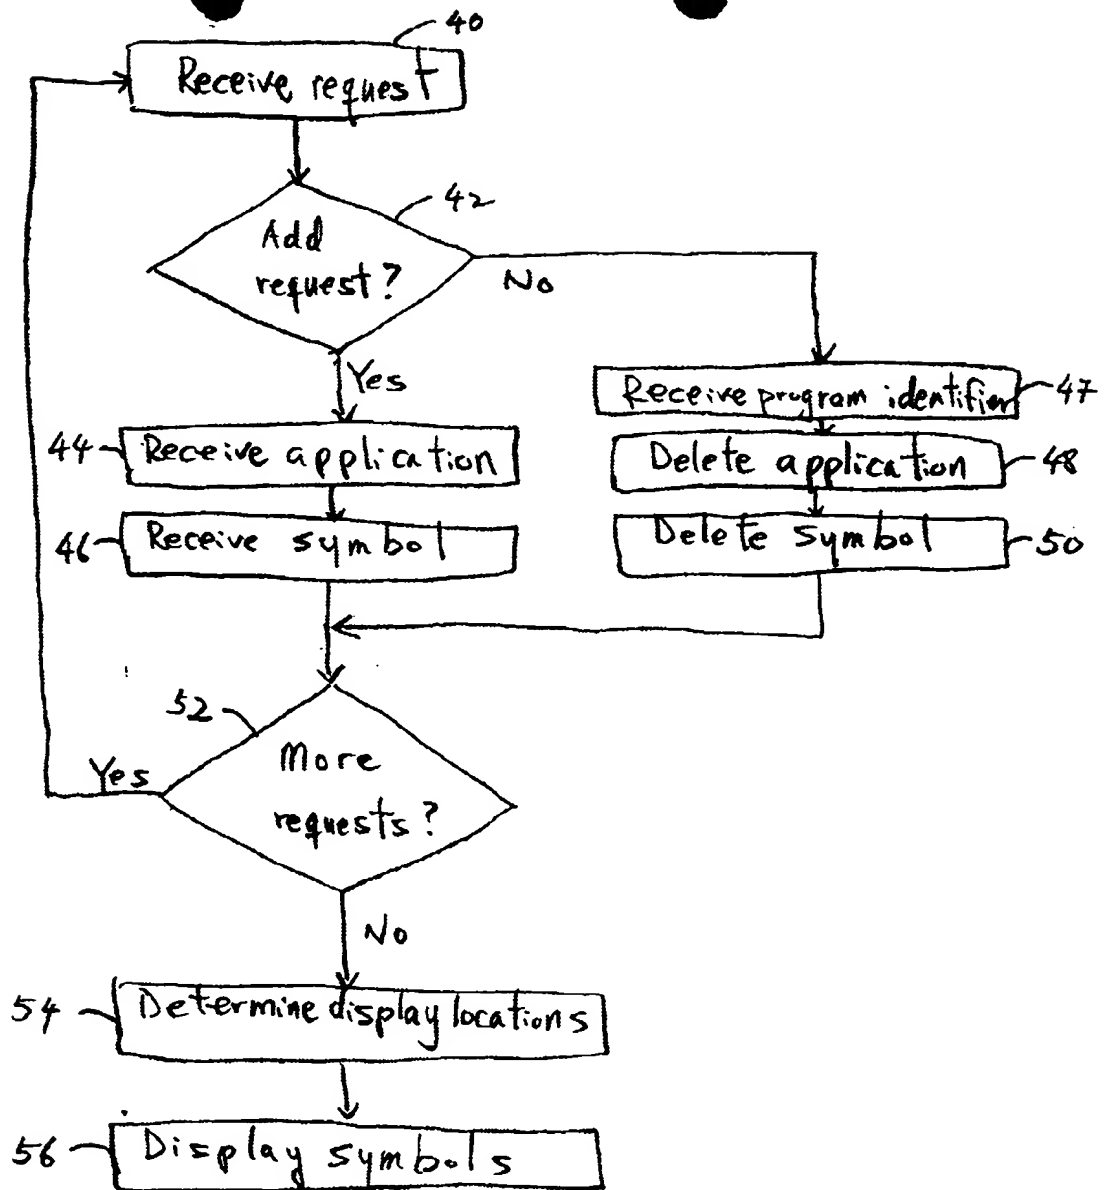 40
Receive request
42
Add
request?
No
Yes
Receive program identifier
47
44
Receive application
Delete application
48
46
Receive symbol
Delete symbol
50
52
More
requests?
Yes
No
54
Determine display locations
56
Display symbols